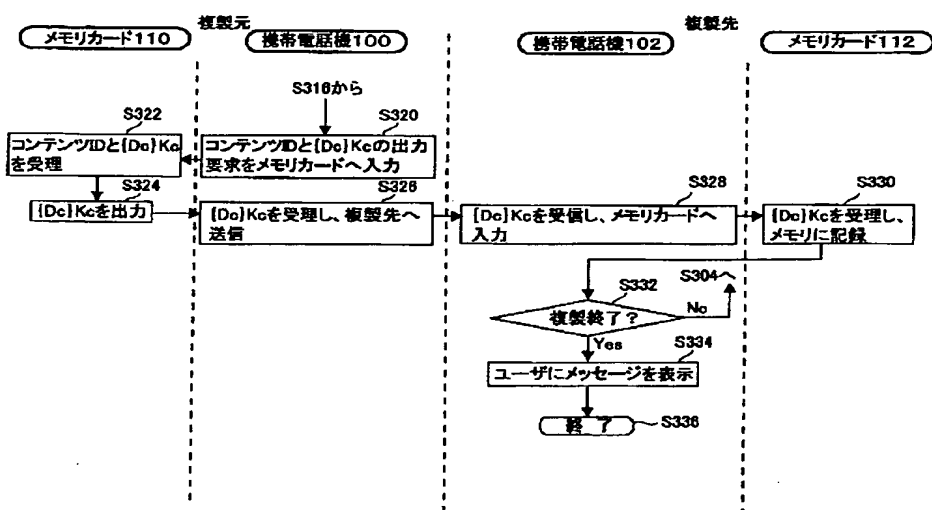 複製元
複製先
メモリカード110
携帯電話機100
携帯電話機102
メモリカード112
S316から
S322
S320
コンテンツIDと{Dc}Kc
を受理
コンテンツIDと{Dc}Kcの出力
要求をメモリカードへ入力
S324
S326
S328
S330
{Dc}Kcを出力
{Dc}Kcを受理し、複製先へ
送信
{Dc}Kcを受信し、メモリカードへ
入力
{Dc}Kcを受理し、
メモリに記録
S304へ
S332
複製終了?
No
Yes
S334
ユーザにメッセージを表示
終了
S336